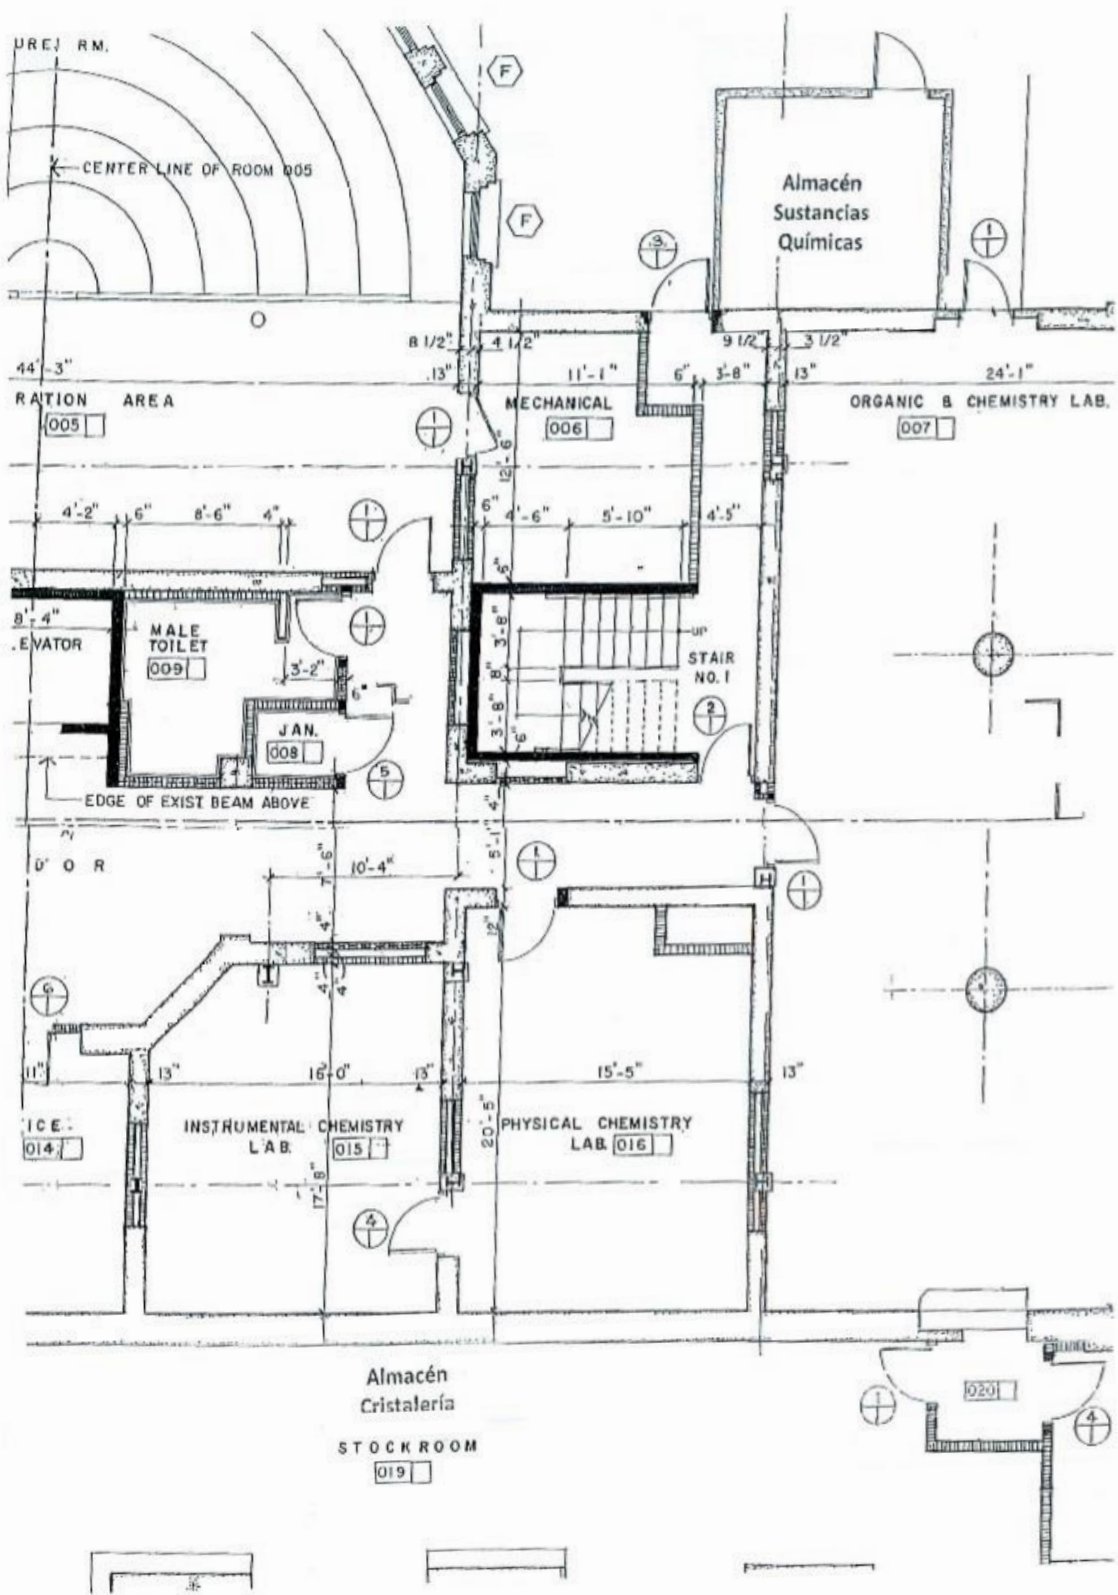 URE RM.
F
CENTER LINE OF ROOM 005
Almacén
Sustancias
Químicas
F
3
1
8 1/2" 4 1/2" 9 1/2" 3 1/2"
44'-3" 13" 11'-1" 6" 3'-8" 13" 24'-1"
RATION AREA
005
1
MECHANICAL
006
ORGANIC & CHEMISTRY LAB.
007
12'-6"
4'-2" 6" 8'-6" 4" 1 6" 4'-6" 5'-10" 4'-5"
6"
8'-4"
EVATOR
MALE
TOILET
009
1
3'-2"
6"
3'-8"
8"
3'-8"
6"
UP
STAIR
NO. 1
2
JAN.
008
5
EDGE OF EXIST BEAM ABOVE
DOR
7'-6"
10'-4"
4"
5'-1"
1
1
12"
4"
4"
4"
6
11" 13" 16'-0" 13" 15'-5" 13"
ICE
014
INSTRUMENTAL CHEMISTRY
LAB.
015
PHYSICAL CHEMISTRY
LAB.
016
20'-5"
17'-8"
4
Almacén
Cristalería
STOCKROOM
019
020
1
4